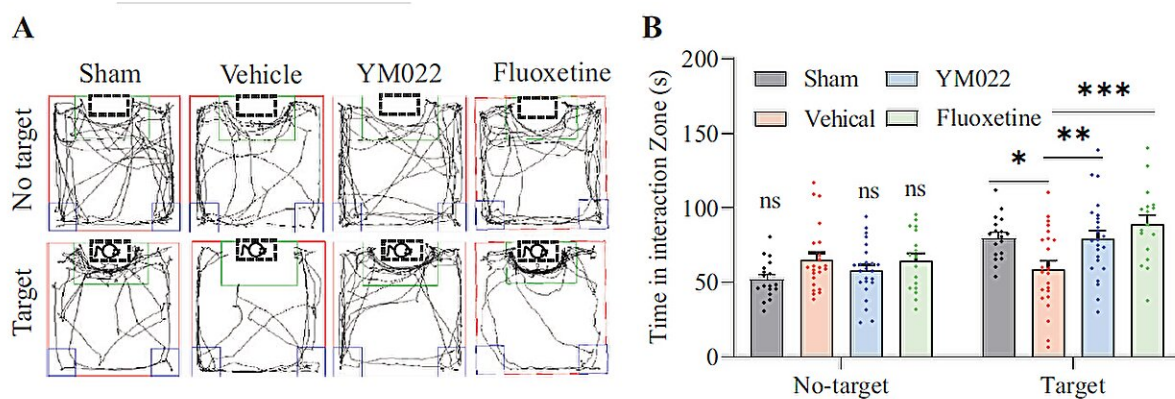 A
Sham Vehicle YM022 Fluoxetine
No target
Target
B
Time in interaction Zone (s)
200
150
100
50
0
Sham YM022
Vehical Fluoxetine
ns ns ns
* ** ***
No-target Target